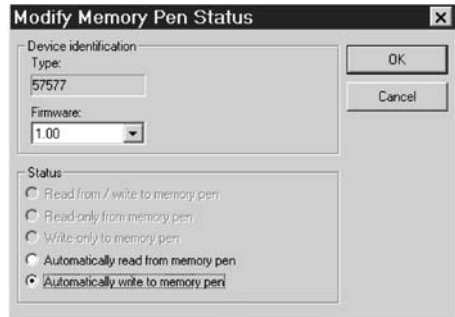 Modify Memory Pen Status
Device identification
Type:
57577
OK
Firmware:
1.00
Cancel
Status
Read from / write to memory pen
Read-only from memory pen
Write-only to memory pen
Automatically read from memory pen
Automatically write to memory pen